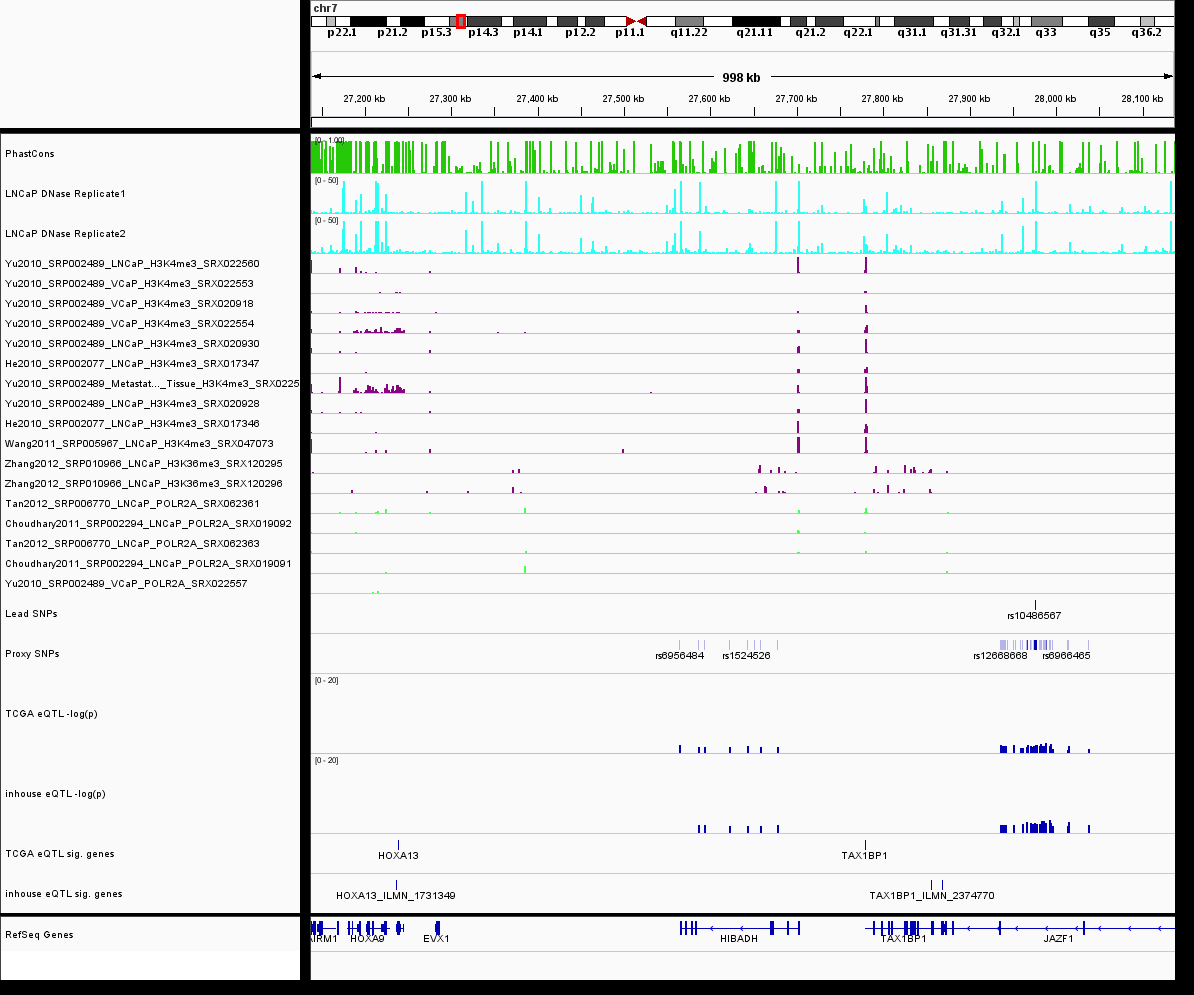 chr7
p22.1 p21.2 p15.3 p14.3 p14.1 p12.2 p11.1 q11.22 q21.11 q21.2 q22.1 q31.1 q31.31 q32.1 q33 q35 q36.2
998 kb
27,200 kb 27,300 kb 27,400 kb 27,500 kb 27,600 kb 27,700 kb 27,800 kb 27,900 kb 28,000 kb 28,100 kb
[0 - 1.00]
PhastCons
[0 - 50]
LNCaP DNase Replicate1
[0 - 50]
LNCaP DNase Replicate2
Yu2010_SRP002489_LNCaP_H3K4me3_SRX022560
Yu2010_SRP002489_VCaP_H3K4me3_SRX022553
Yu2010_SRP002489_VCaP_H3K4me3_SRX020918
Yu2010_SRP002489_VCaP_H3K4me3_SRX022554
Yu2010_SRP002489_LNCaP_H3K4me3_SRX020930
He2010_SRP002077_LNCaP_H3K4me3_SRX017347
Yu2010_SRP002489_Metastat..._Tissue_H3K4me3_SRX0225
Yu2010_SRP002489_LNCaP_H3K4me3_SRX020928
He2010_SRP002077_LNCaP_H3K4me3_SRX017346
Wang2011_SRP005967_LNCaP_H3K4me3_SRX047073
Zhang2012_SRP010966_LNCaP_H3K36me3_SRX120295
Zhang2012_SRP010966_LNCaP_H3K36me3_SRX120296
Tan2012_SRP006770_LNCaP_POLR2A_SRX062361
Choudhary2011_SRP002294_LNCaP_POLR2A_SRX019092
Tan2012_SRP006770_LNCaP_POLR2A_SRX062363
Choudhary2011_SRP002294_LNCaP_POLR2A_SRX019091
Yu2010_SRP002489_VCaP_POLR2A_SRX022557
Lead SNPs
rs10486567
Proxy SNPs
rs6956484 rs1524526 rs12668668 rs6966465
[0 - 20]
TCGA eQTL -log(p)
[0 - 20]
inhouse eQTL -log(p)
TCGA eQTL sig. genes
HOXA13 TAX1BP1
inhouse eQTL sig. genes
HOXA13_ILMN_1731349 TAX1BP1_ILMN_2374770
RefSeq Genes
IRM1 HOXA9 EVX1 HIBADH TAX1BP1 JAZF1